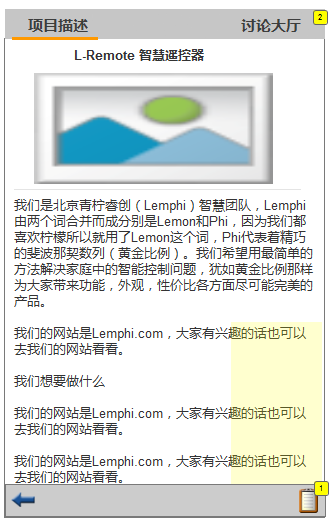 项目描述 讨论大厅
2
L-Remote 智慧遥控器
我们是北京青柠睿创（Lemphi）智慧团队，Lemphi
由两个词合并而成分别是Lemon和Phi，因为我们都
喜欢柠檬所以就用了Lemon这个词，Phi代表着精巧
的斐波那契数列（黄金比例）。我们希望用最简单的
方法解决家庭中的智能控制问题，犹如黄金比例那样
为大家带来功能，外观，性价比各方面尽可能完美的
产品。
我们的网站是Lemphi.com，大家有兴趣的话也可以
去我们的网站看看。
我们想要做什么
我们的网站是Lemphi.com，大家有兴趣的话也可以
去我们的网站看看。
我们的网站是Lemphi.com，大家有兴趣的话也可以
去我们的网站看看。
1